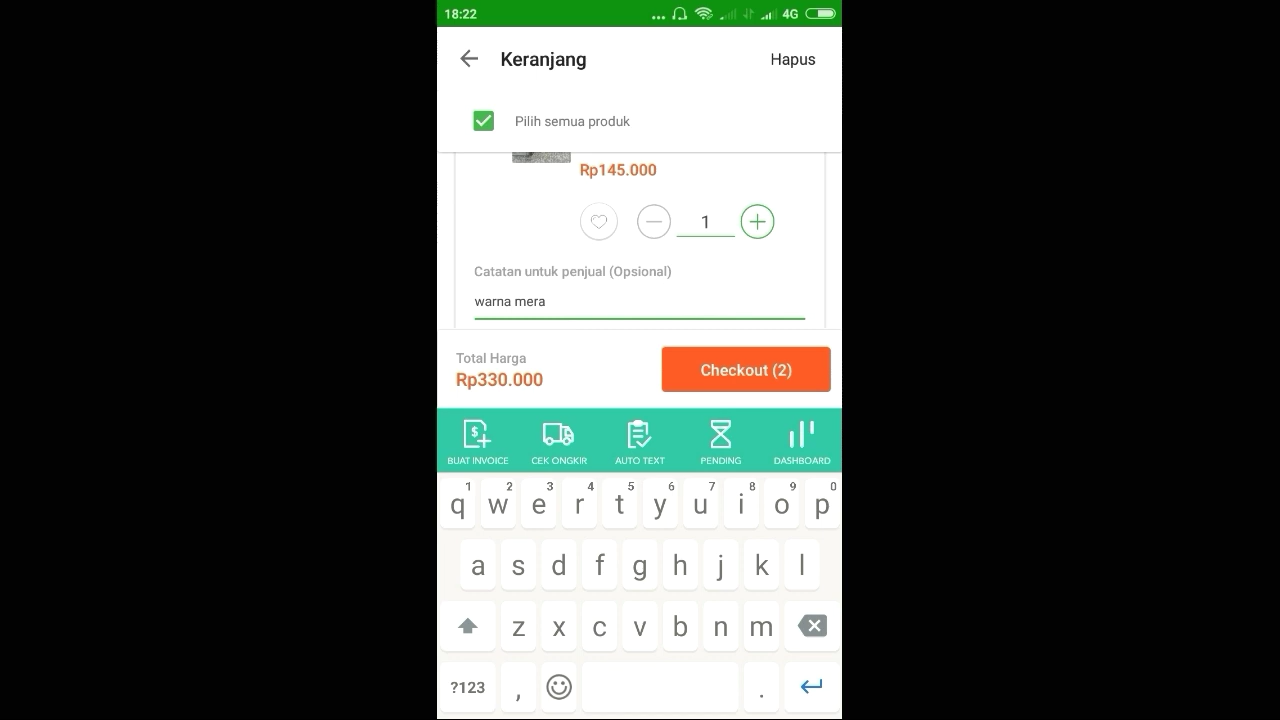 18:22
4G
Keranjang
Hapus
Pilih semua produk
Rp145.000
1
Catatan untuk penjual (Opsional)
warna mera
Total Harga
Rp330.000
Checkout (2)
$
BUAT INVOICE CEK ONGKIR AUTO TEXT PENDING DASHBOARD
1 2 3 4 5 6 7 8 9 0
q w e r t y u i o p
a s d f g h j k l
z x c v b n m
?123 , .